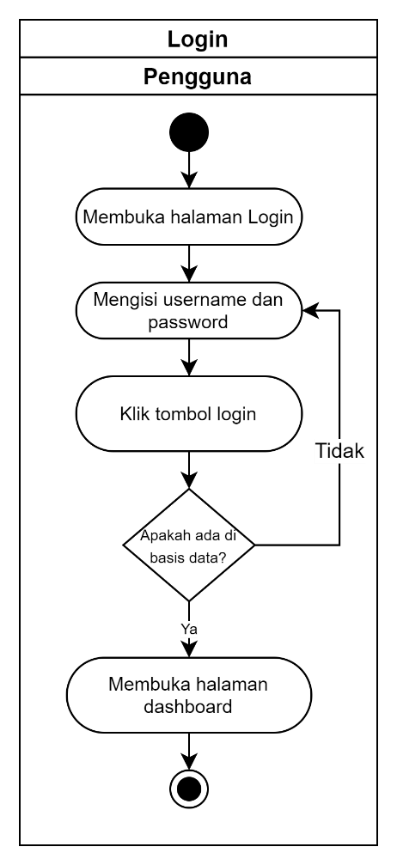 Login
Pengguna
Membuka halaman Login
Mengisi username dan
password
Klik tombol login
Tidak
Apakah ada di
basis data?
Ya
Membuka halaman
dashboard